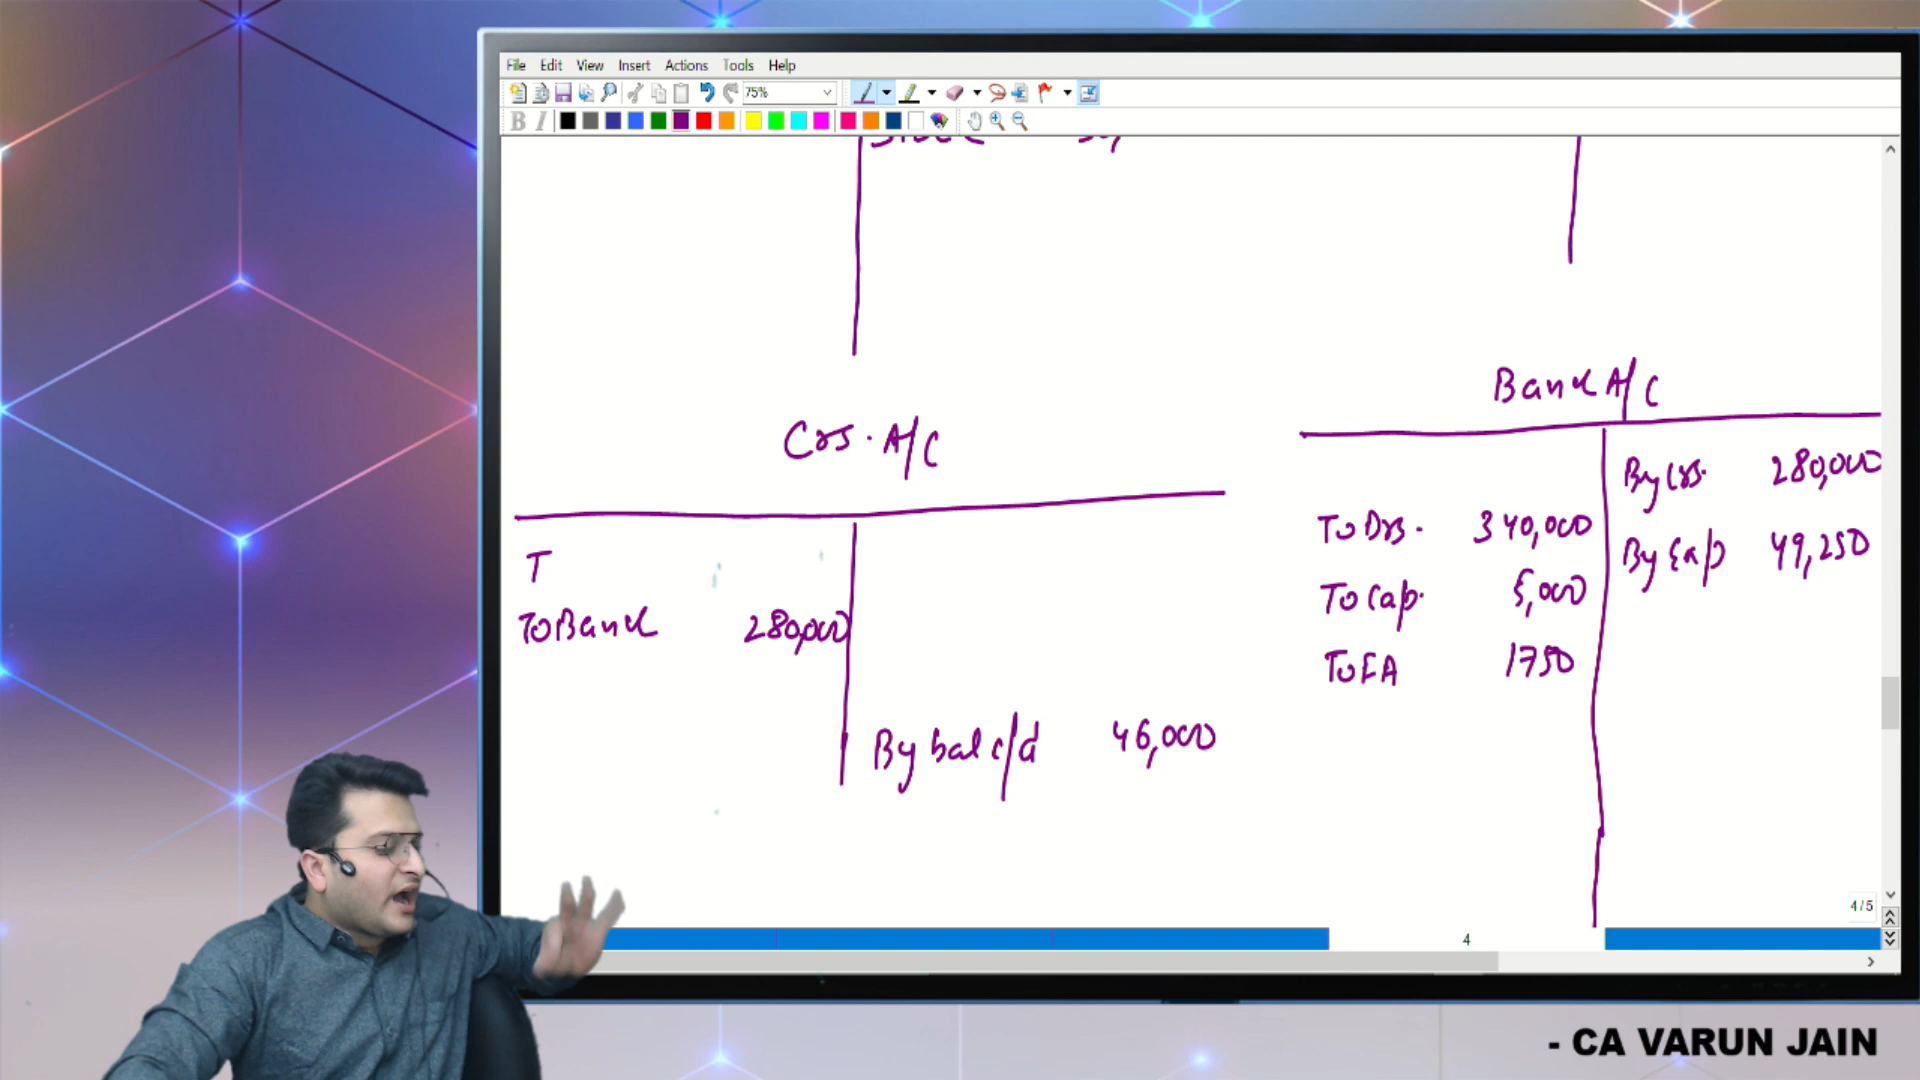 File Edit View Insert Actions Tools Help
75%
B I
Bank A/C
Crs. A/C
By Crs. 280,000
To Drs. 340,000
By Exp 49,250
T
To Cap. 5,000
To Bank 280,000
To FA 1750
By bal c/d 46,000
4/5
4
- CA VARUN JAIN